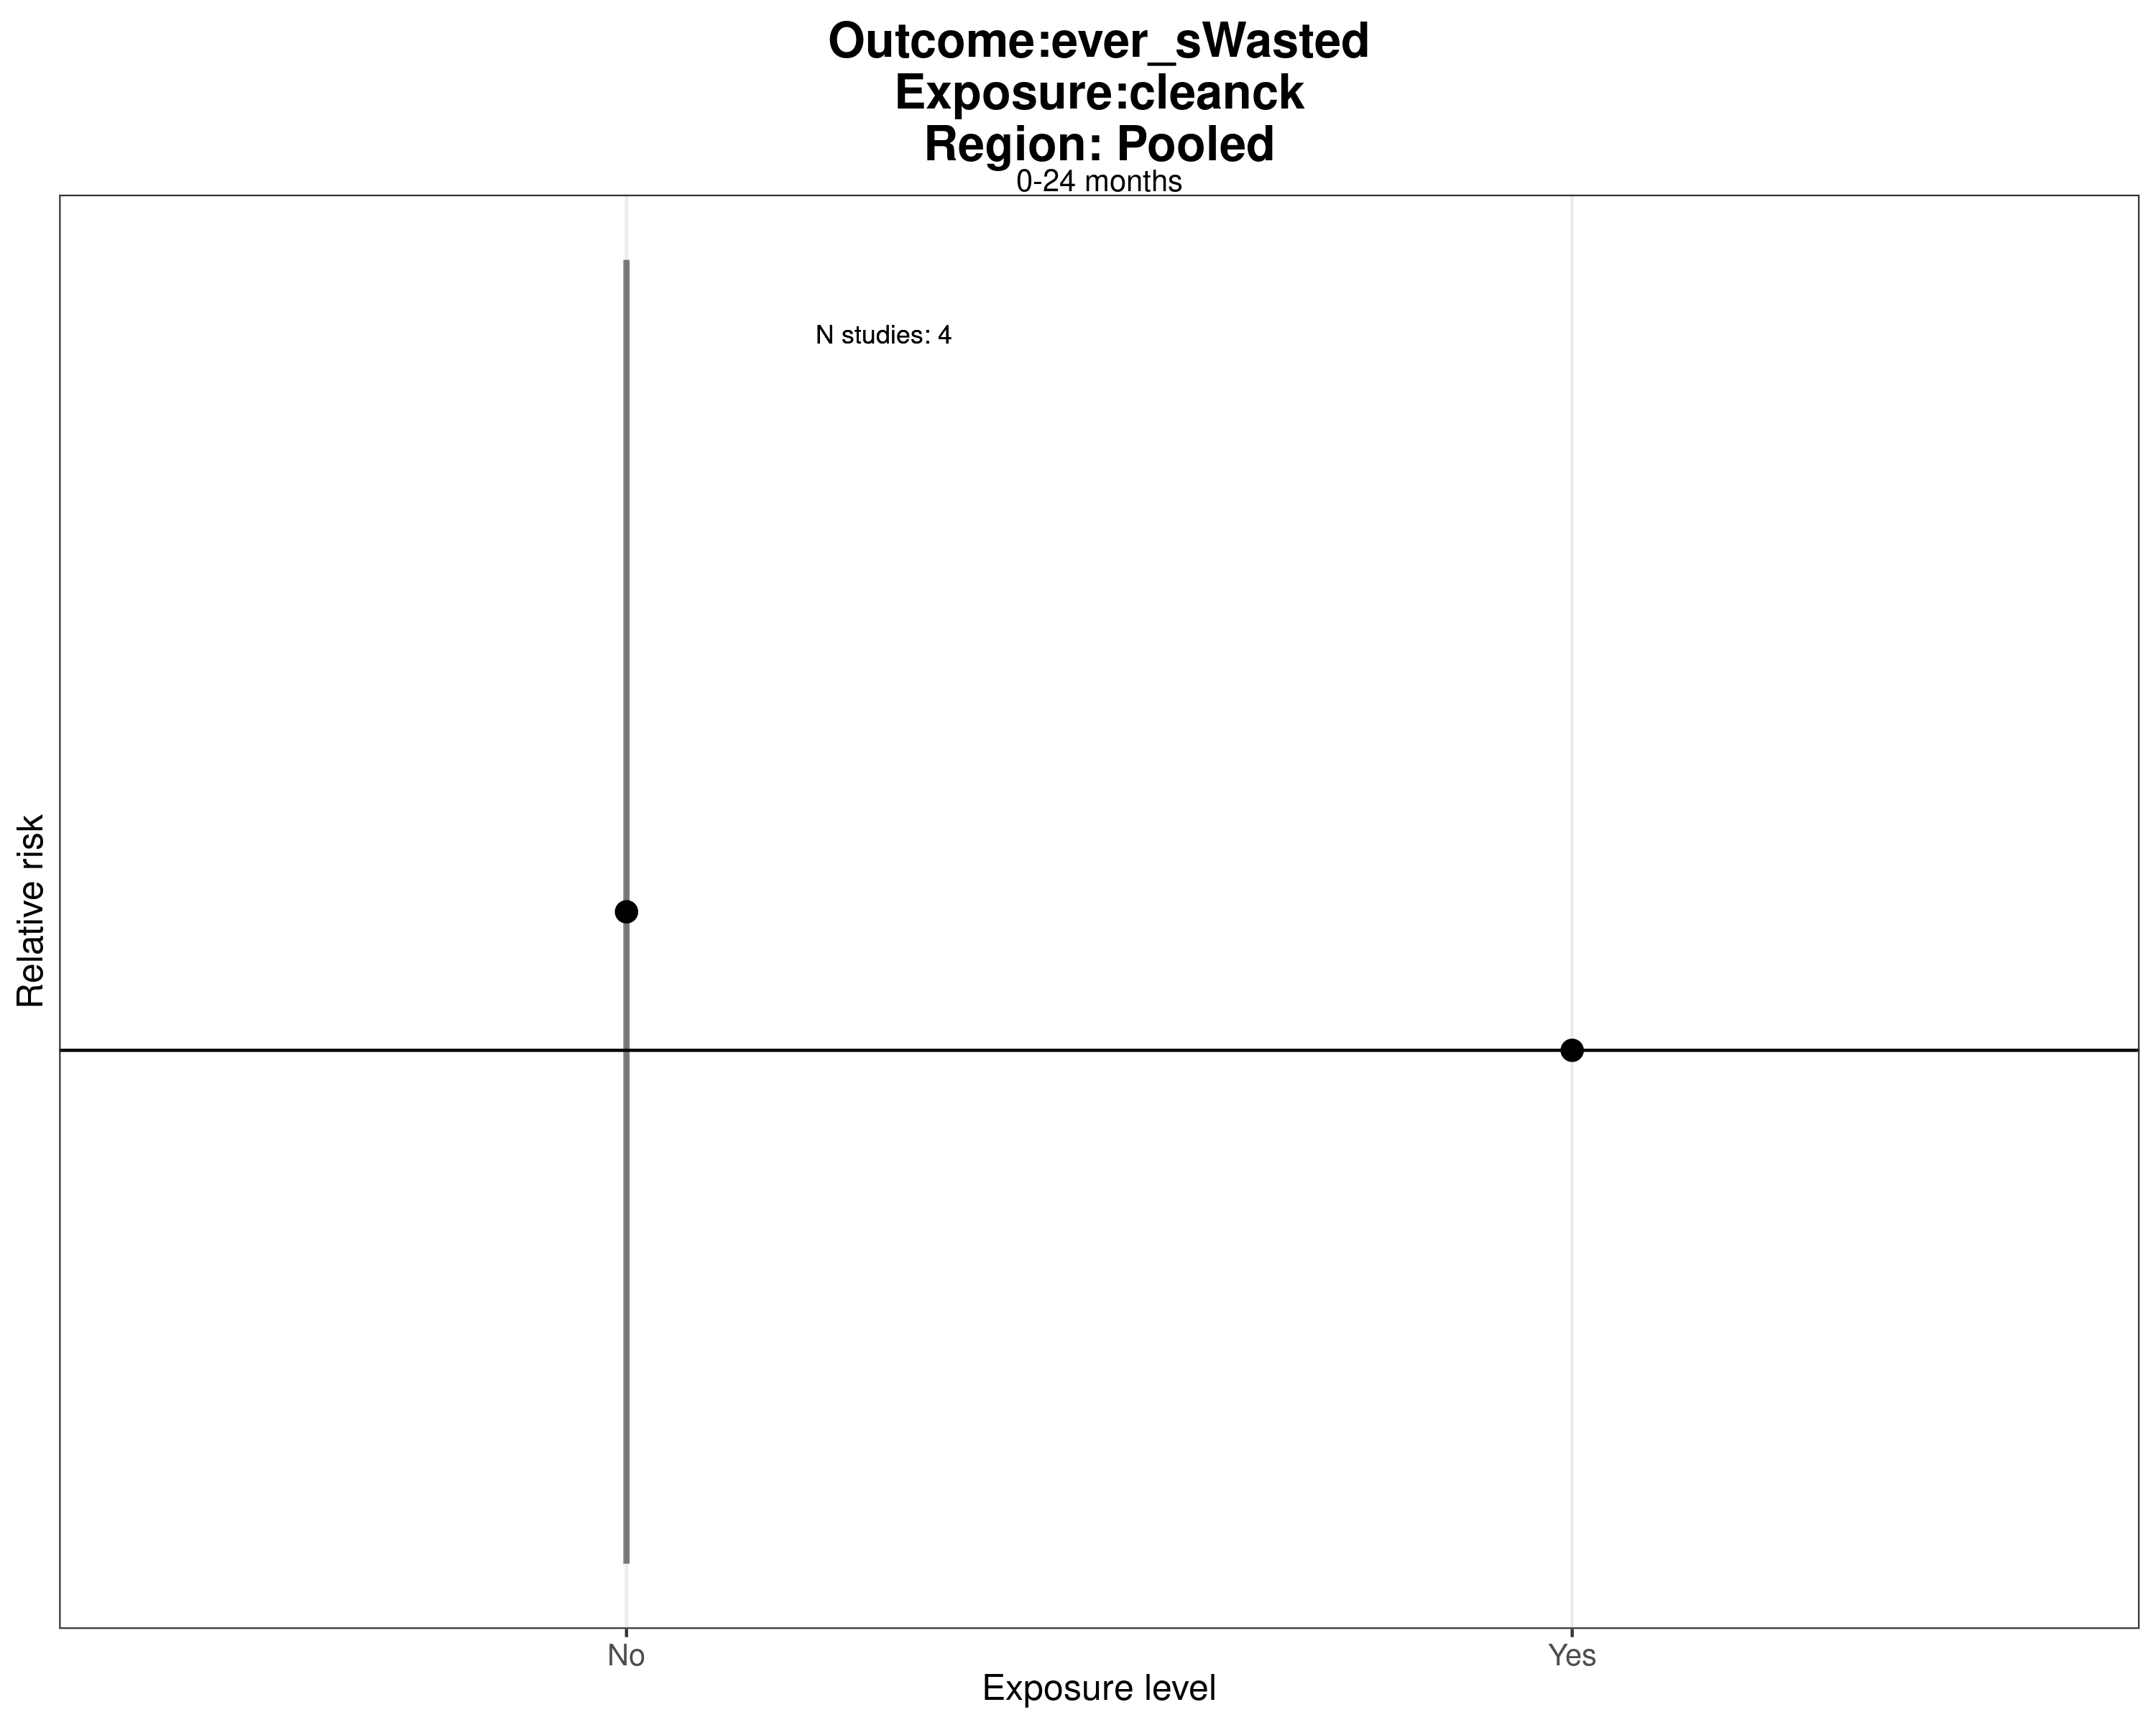 Outcome:ever_sWasted
Exposure:cleanck
Region: Pooled
0-24 months
N studies: 4
Relative risk
No
Yes
Exposure level